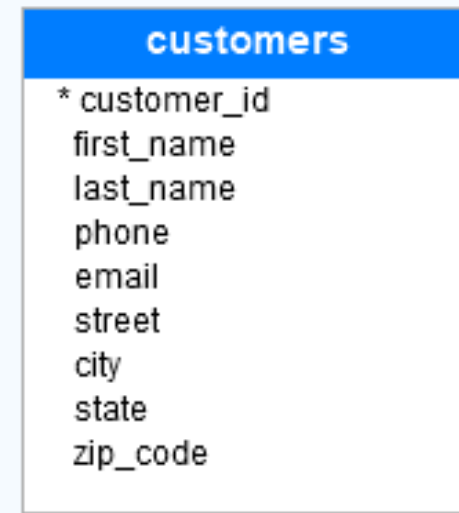 customers
* customer_id
first_name
last_name
phone
email
street
city
state
zip_code